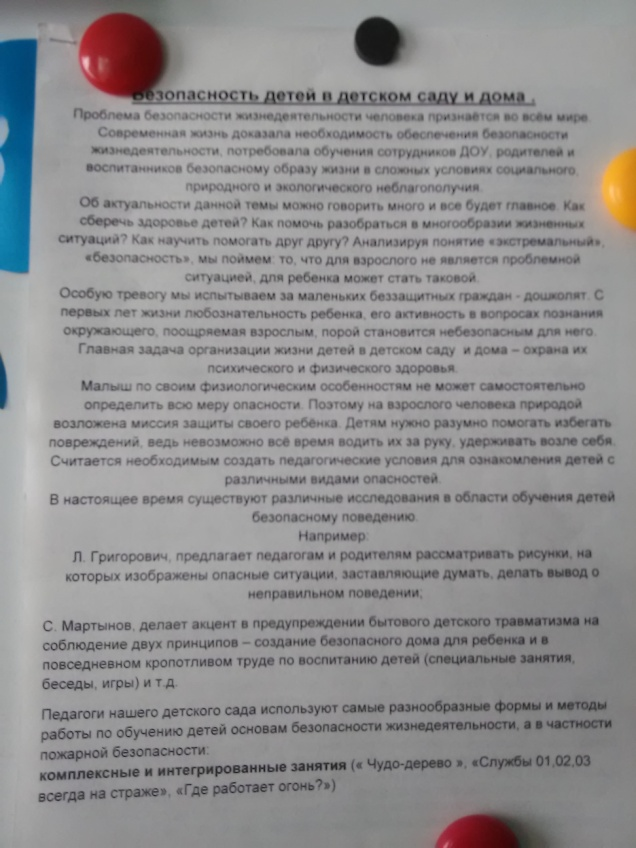 Безопасность детей в детском саду и дома .
Проблема безопасности жизнедеятельности человека признаётся во всём мире.
Современная жизнь доказала необходимость обеспечения безопасности
жизнедеятельности, потребовала обучения сотрудников ДОУ, родителей и
воспитанников безопасному образу жизни в сложных условиях социального,
природного и экологического неблагополучия.
Об актуальности данной темы можно говорить много и все будет главное. Как
сберечь здоровье детей? Как помочь разобраться в многообразии жизненных
ситуаций? Как научить помогать друг другу? Анализируя понятие «экстремальный»,
«безопасность», мы поймем: то, что для взрослого не является проблемной
ситуацией, для ребенка может стать таковой.
Особую тревогу мы испытываем за маленьких беззащитных граждан - дошколят. С
первых лет жизни любознательность ребенка, его активность в вопросах познания
окружающего, поощряемая взрослым, порой становится небезопасным для него.
Главная задача организации жизни детей в детском саду и дома – охрана их
психического и физического здоровья.
Малыш по своим физиологическим особенностям не может самостоятельно
определить всю меру опасности. Поэтому на взрослого человека природой
возложена миссия защиты своего ребёнка. Детям нужно разумно помогать избегать
повреждений, ведь невозможно всё время водить их за руку, удерживать возле себя.
Считается необходимым создать педагогические условия для ознакомления детей с
различными видами опасностей.
В настоящее время существуют различные исследования в области обучения детей
безопасному поведению.
Например:
Л. Григорович, предлагает педагогам и родителям рассматривать рисунки, на
которых изображены опасные ситуации, заставляющие думать, делать вывод о
неправильном поведении;
С. Мартынов, делает акцент в предупреждении бытового детского травматизма на
соблюдение двух принципов – создание безопасного дома для ребенка и в
повседневном кропотливом труде по воспитанию детей (специальные занятия,
беседы, игры) и т.д.
Педагоги нашего детского сада используют самые разнообразные формы и методы
работы по обучению детей основам безопасности жизнедеятельности, а в частности
пожарной безопасности:
комплексные и интегрированные занятия (« Чудо-дерево », «Службы 01,02,03
всегда на страже», «Где работает огонь?»)